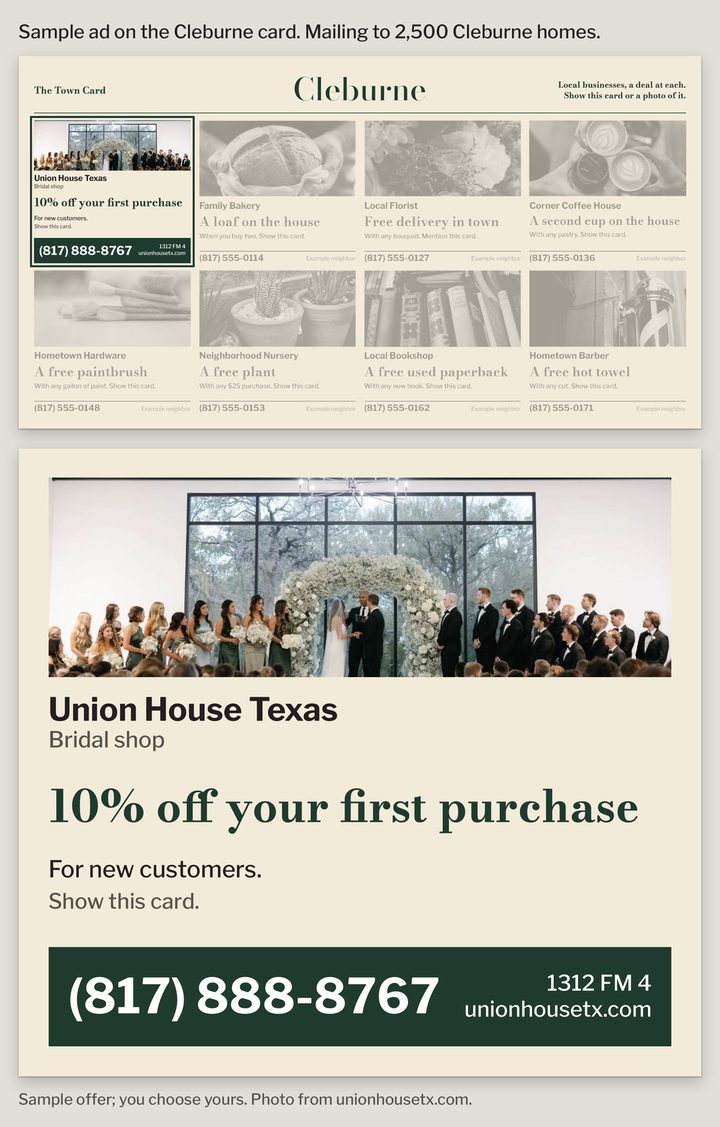 Sample ad on the Cleburne card. Mailing to 2,500 Cleburne homes.
The Town Card
Cleburne
Local businesses, a deal at each.
Show this card or a photo of it.
Union House Texas
Bridal shop
10% off your first purchase
For new customers.
Show this card.
(817) 888-8767
1312 FM 4
unionhousetx.com
Family Bakery
A loaf on the house
When you buy two. Show this card.
(817) 555-0114
Example neighbor
Local Florist
Free delivery in town
With any bouquet. Mention this card.
(817) 555-0127
Example neighbor
Corner Coffee House
A second cup on the house
With any pastry. Show this card.
(817) 555-0136
Example neighbor
Hometown Hardware
A free paintbrush
With any gallon of paint. Show this card.
(817) 555-0148
Example neighbor
Neighborhood Nursery
A free plant
With any $25 purchase. Show this card.
(817) 555-0153
Example neighbor
Local Bookshop
A free used paperback
With any new book. Show this card.
(817) 555-0162
Example neighbor
Hometown Barber
A free hot towel
With any cut. Show this card.
(817) 555-0171
Example neighbor
Union House Texas
Bridal shop
10% off your first purchase
For new customers.
Show this card.
(817) 888-8767
1312 FM 4
unionhousetx.com
Sample offer; you choose yours. Photo from unionhousetx.com.